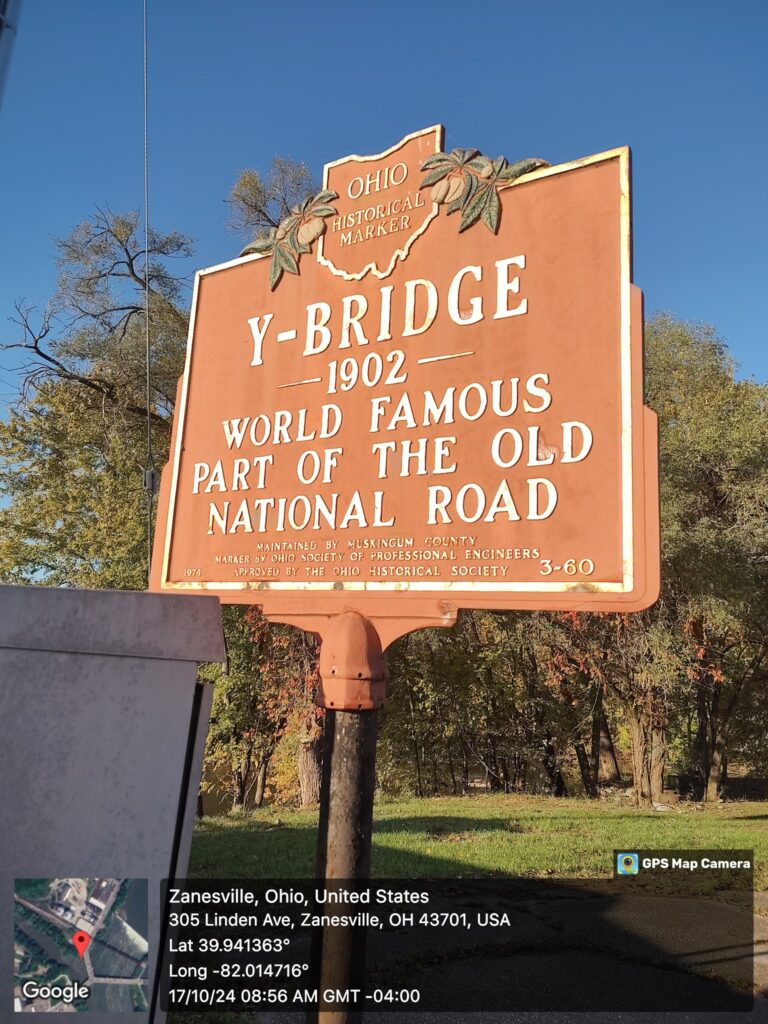 OHIO
HISTORICAL
MARKER
Y-BRIDGE
1902
WORLD FAMOUS
PART OF THE OLD
NATIONAL ROAD
MAINTAINED BY MUSKINGUM COUNTY
MARKER BY OHIO SOCIETY OF PROFESSIONAL ENGINEERS
1974 APPROVED BY THE OHIO HISTORICAL SOCIETY 3-60
GPS Map Camera
Google
Zanesville, Ohio, United States
305 Linden Ave, Zanesville, OH 43701, USA
Lat 39.941363°
Long -82.014716°
17/10/24 08:56 AM GMT -04:00